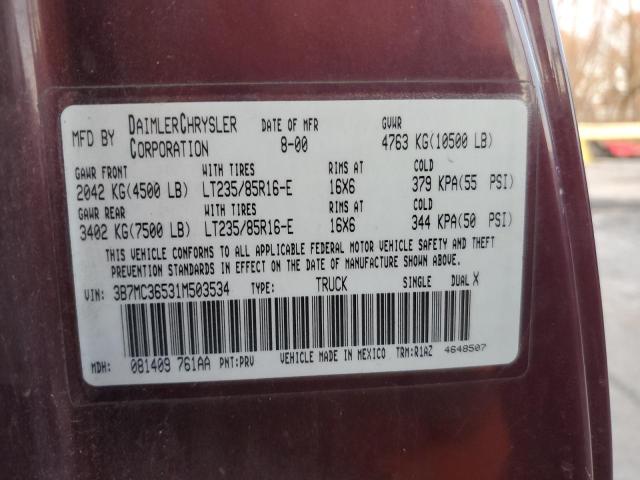 MFD BY DAIMLERCHRYSLER CORPORATION DATE OF MFR 8-00 GVWR 4763 KG(10500 LB)
GAWR FRONT WITH TIRES RIMS AT COLD
2042 KG(4500 LB) LT235/85R16-E 16X6 379 KPA(55 PSI)
GAWR REAR WITH TIRES RIMS AT COLD
3402 KG(7500 LB) LT235/85R16-E 16X6 344 KPA(50 PSI)
THIS VEHICLE CONFORMS TO ALL APPLICABLE FEDERAL MOTOR VEHICLE SAFETY AND THEFT
PREVENTION STANDARDS IN EFFECT ON THE DATE OF MANUFACTURE SHOWN ABOVE.
VIN: 3B7MC36531M503534 TYPE: TRUCK SINGLE DUAL X
MDH: 081409 761AA PNT:PRV VEHICLE MADE IN MEXICO TRM:R1AZ 4648507